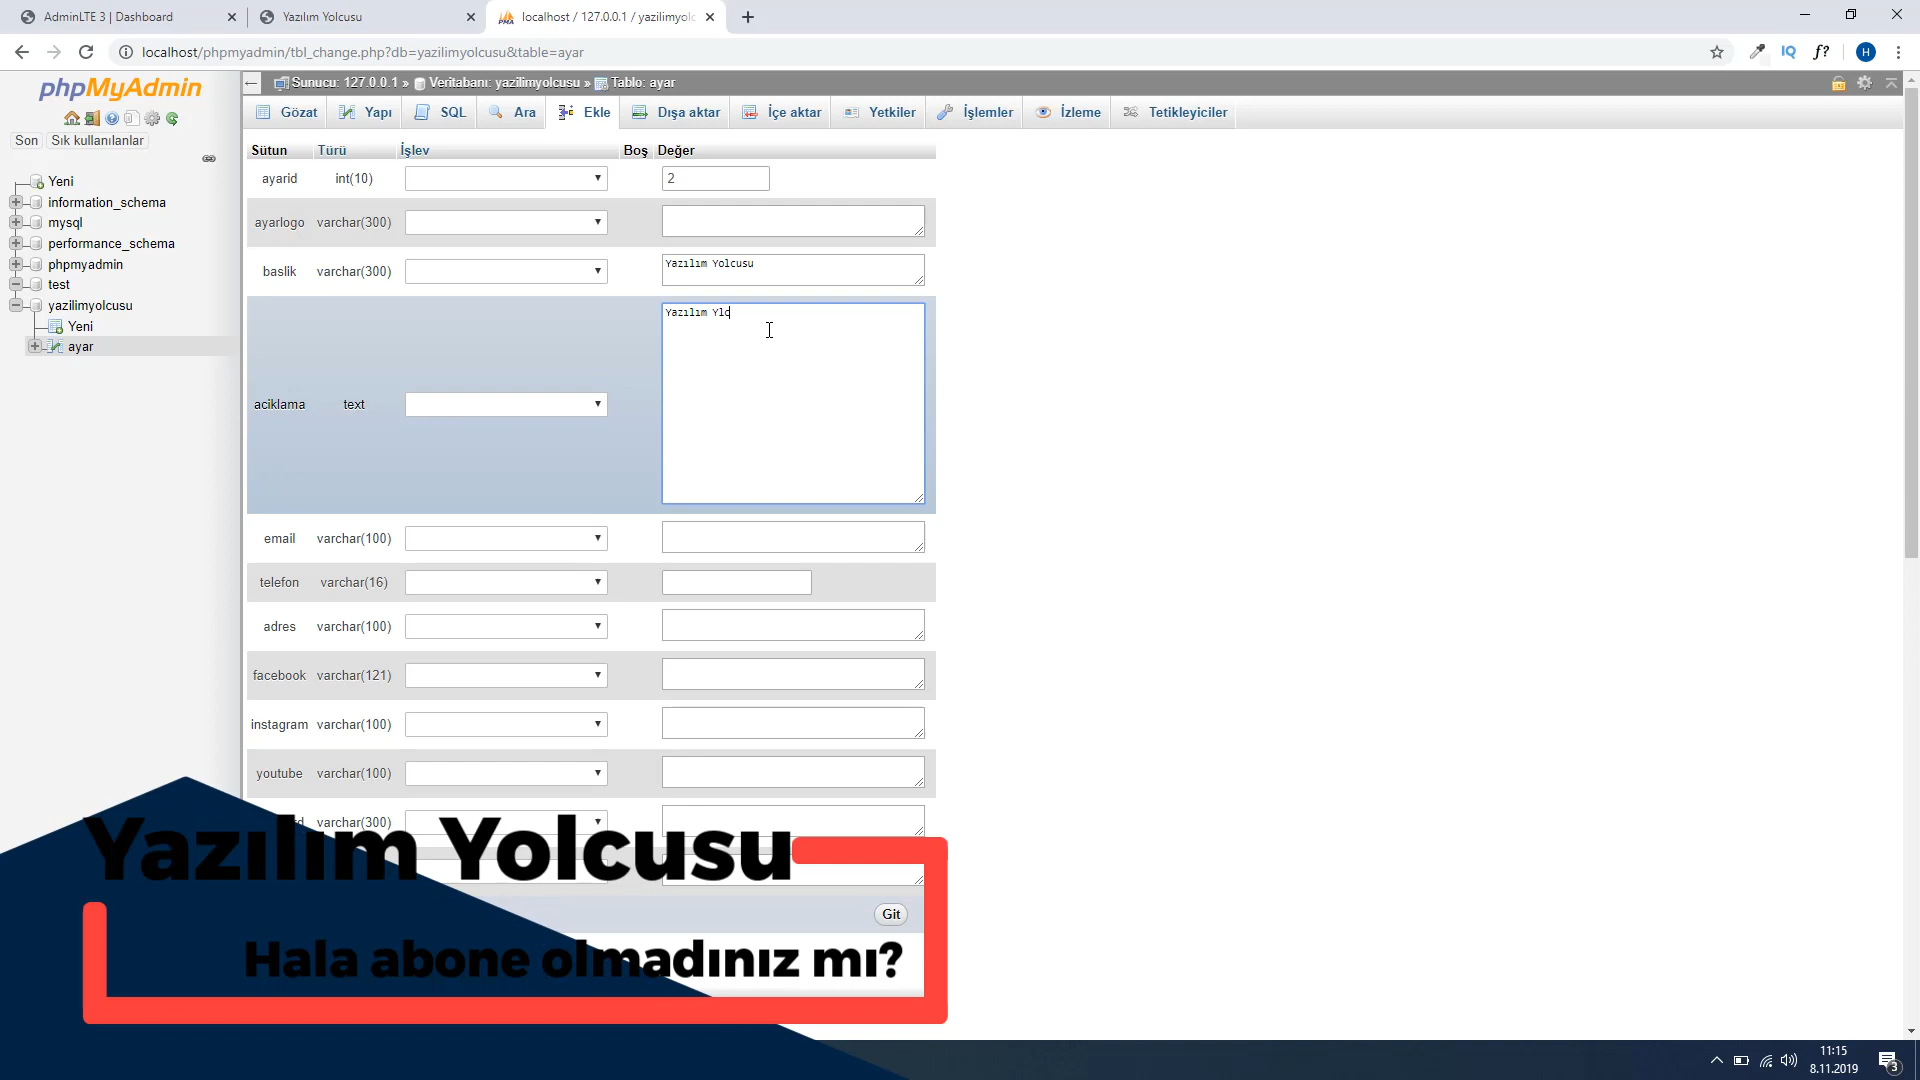 AdminLTE 3 | Dashboard
Yazılım Yolcusu
localhost / 127.0.0.1 / yazilimyolc
localhost/phpmyadmin/tbl_change.php?db=yazilimyolcusu&table=ayar
IQ
f?
H
phpMyAdmin
Sunucu: 127.0.0.1 » Veritabanı: yazilimyolcusu » Tablo: ayar
Gözat Yapı SQL Ara Ekle Dışa aktar İçe aktar Yetkiler İşlemler İzleme Tetikleyiciler
Son Sık kullanılanlar
Yeni
information_schema
mysql
performance_schema
phpmyadmin
test
yazilimyolcusu
Yeni
ayar
Sütun Türü İşlev Boş Değer
ayarid int(10) 2
ayarlogo varchar(300)
baslik varchar(300) Yazılım Yolcusu
aciklama text Yazılım Ylc
email varchar(100)
telefon varchar(16)
adres varchar(100)
facebook varchar(121)
instagram varchar(100)
youtube varchar(100)
varchar(300)
Git
Yazılım Yolcusu
Hala abone olmadınız mı?
11:15
8.11.2019
3